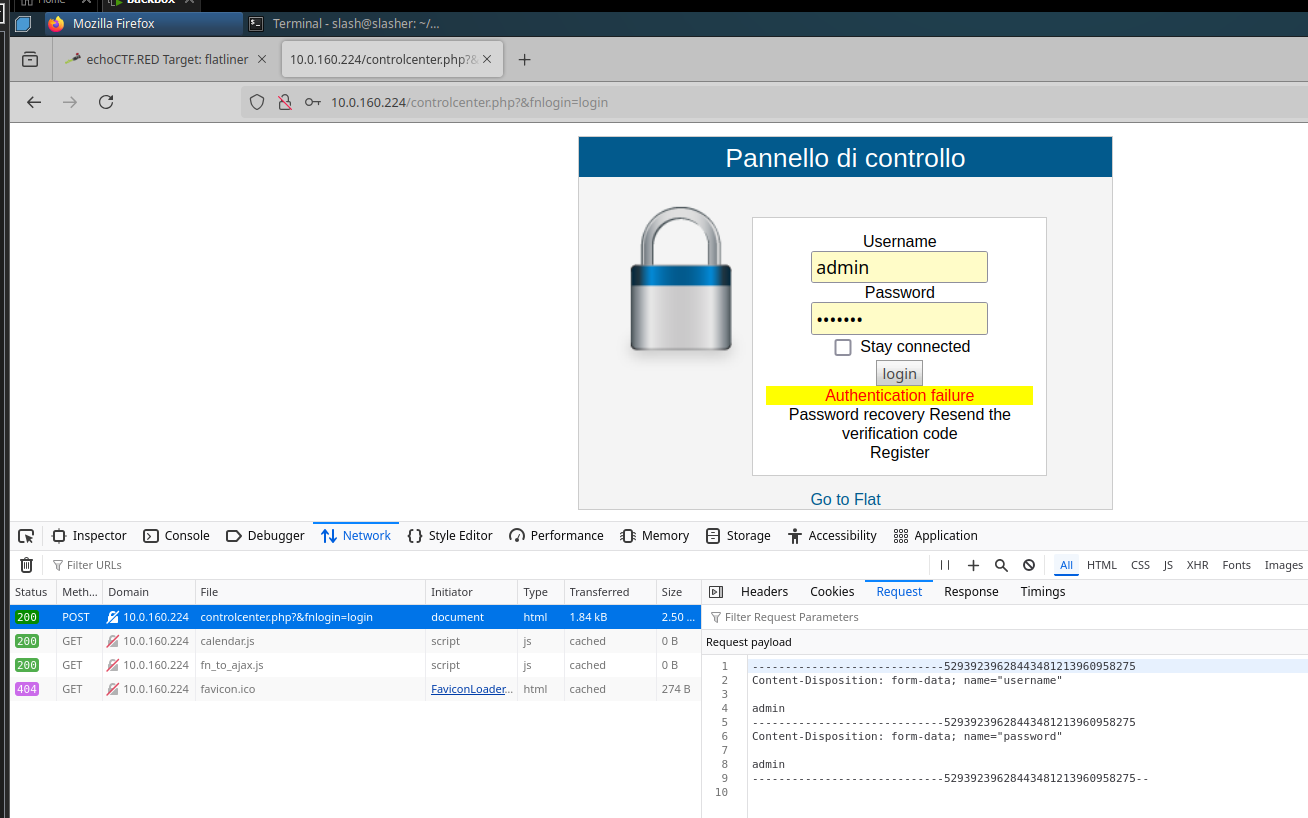 Home
backbox
Mozilla Firefox
Terminal - slash@slasher: ~/...
echoCTF.RED Target: flatliner
10.0.160.224/controlcenter.php?&
10.0.160.224/controlcenter.php?&fnlogin=login
Pannello di controllo
Username
admin
Password
•••••••
Stay connected
login
Authentication failure
Password recovery Resend the
verification code
Register
Go to Flat
Inspector Console Debugger Network Style Editor Performance Memory Storage Accessibility Application
Filter URLs
All HTML CSS JS XHR Fonts Images
Status Meth... Domain File Initiator Type Transferred Size
200 POST 10.0.160.224 controlcenter.php?&fnlogin=login document html 1.84 kB 2.50 ...
200 GET 10.0.160.224 calendar.js script js cached 0 B
200 GET 10.0.160.224 fn_to_ajax.js script js cached 0 B
404 GET 10.0.160.224 favicon.ico FaviconLoader... html cached 274 B
Headers Cookies Request Response Timings
Filter Request Parameters
Request payload
1 -----------------------------52939239628443481213960958275
2 Content-Disposition: form-data; name="username"
3
4 admin
5 -----------------------------52939239628443481213960958275
6 Content-Disposition: form-data; name="password"
7
8 admin
9 -----------------------------52939239628443481213960958275--
10